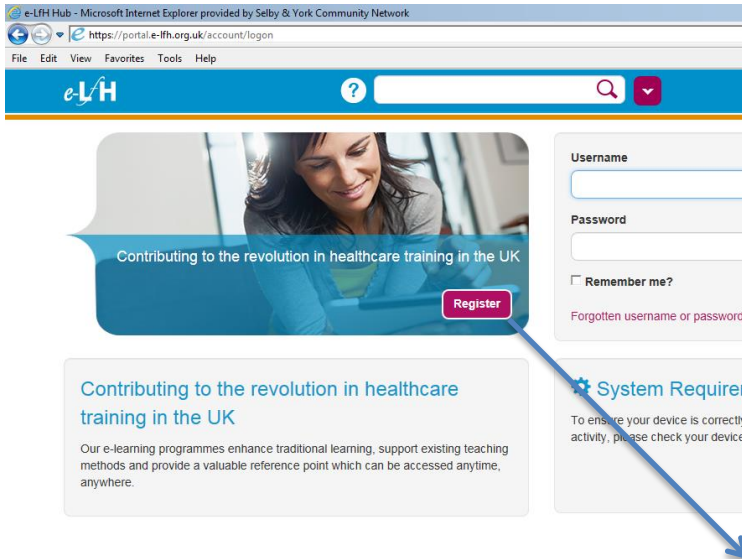 e-LfH Hub - Microsoft Internet Explorer provided by Selby & York Community Network
https://portal.e-lfh.org.uk/account/logon
File Edit View Favorites Tools Help
e-LfH
?
Contributing to the revolution in healthcare training in the UK
Register
Username
Password
Remember me?
Forgotten username or password
Contributing to the revolution in healthcare
training in the UK
Our e-learning programmes enhance traditional learning, support existing teaching
methods and provide a valuable reference point which can be accessed anytime,
anywhere.
System
To ensure your device is correctly
activity, please check your device